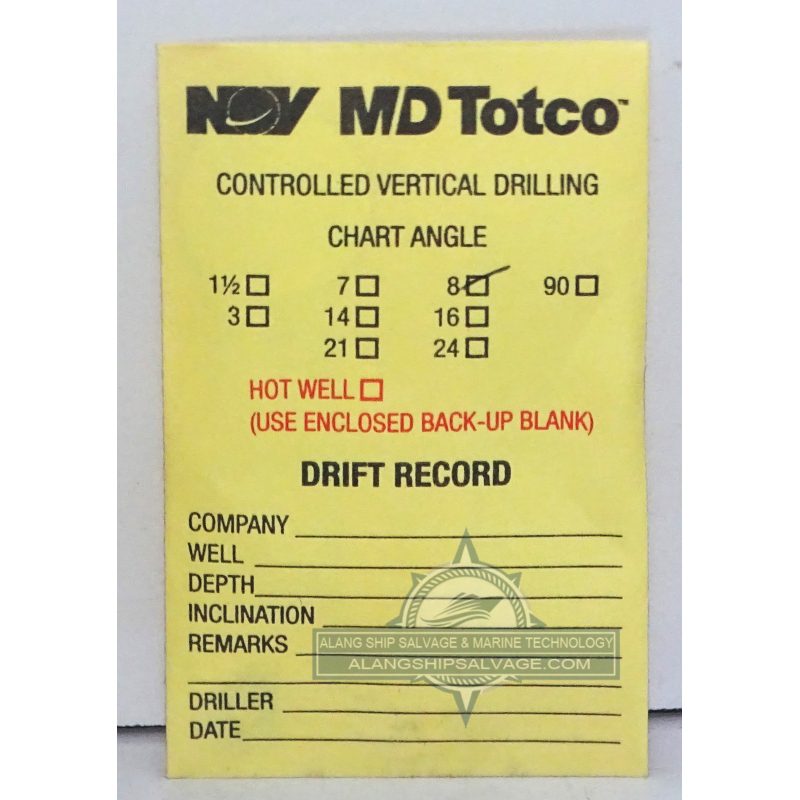 NOV MD Totco™
CONTROLLED VERTICAL DRILLING
CHART ANGLE
1½ □ 7 □ 8 □ 90 □
3 □ 14 □ 16 □
21 □ 24 □
HOT WELL □
(USE ENCLOSED BACK-UP BLANK)
DRIFT RECORD
COMPANY
WELL
DEPTH
INCLINATION
REMARKS
ALANG SHIP SALVAGE & MARINE TECHNOLOGY
ALANGSHIPSALVAGE.COM
DRILLER
DATE